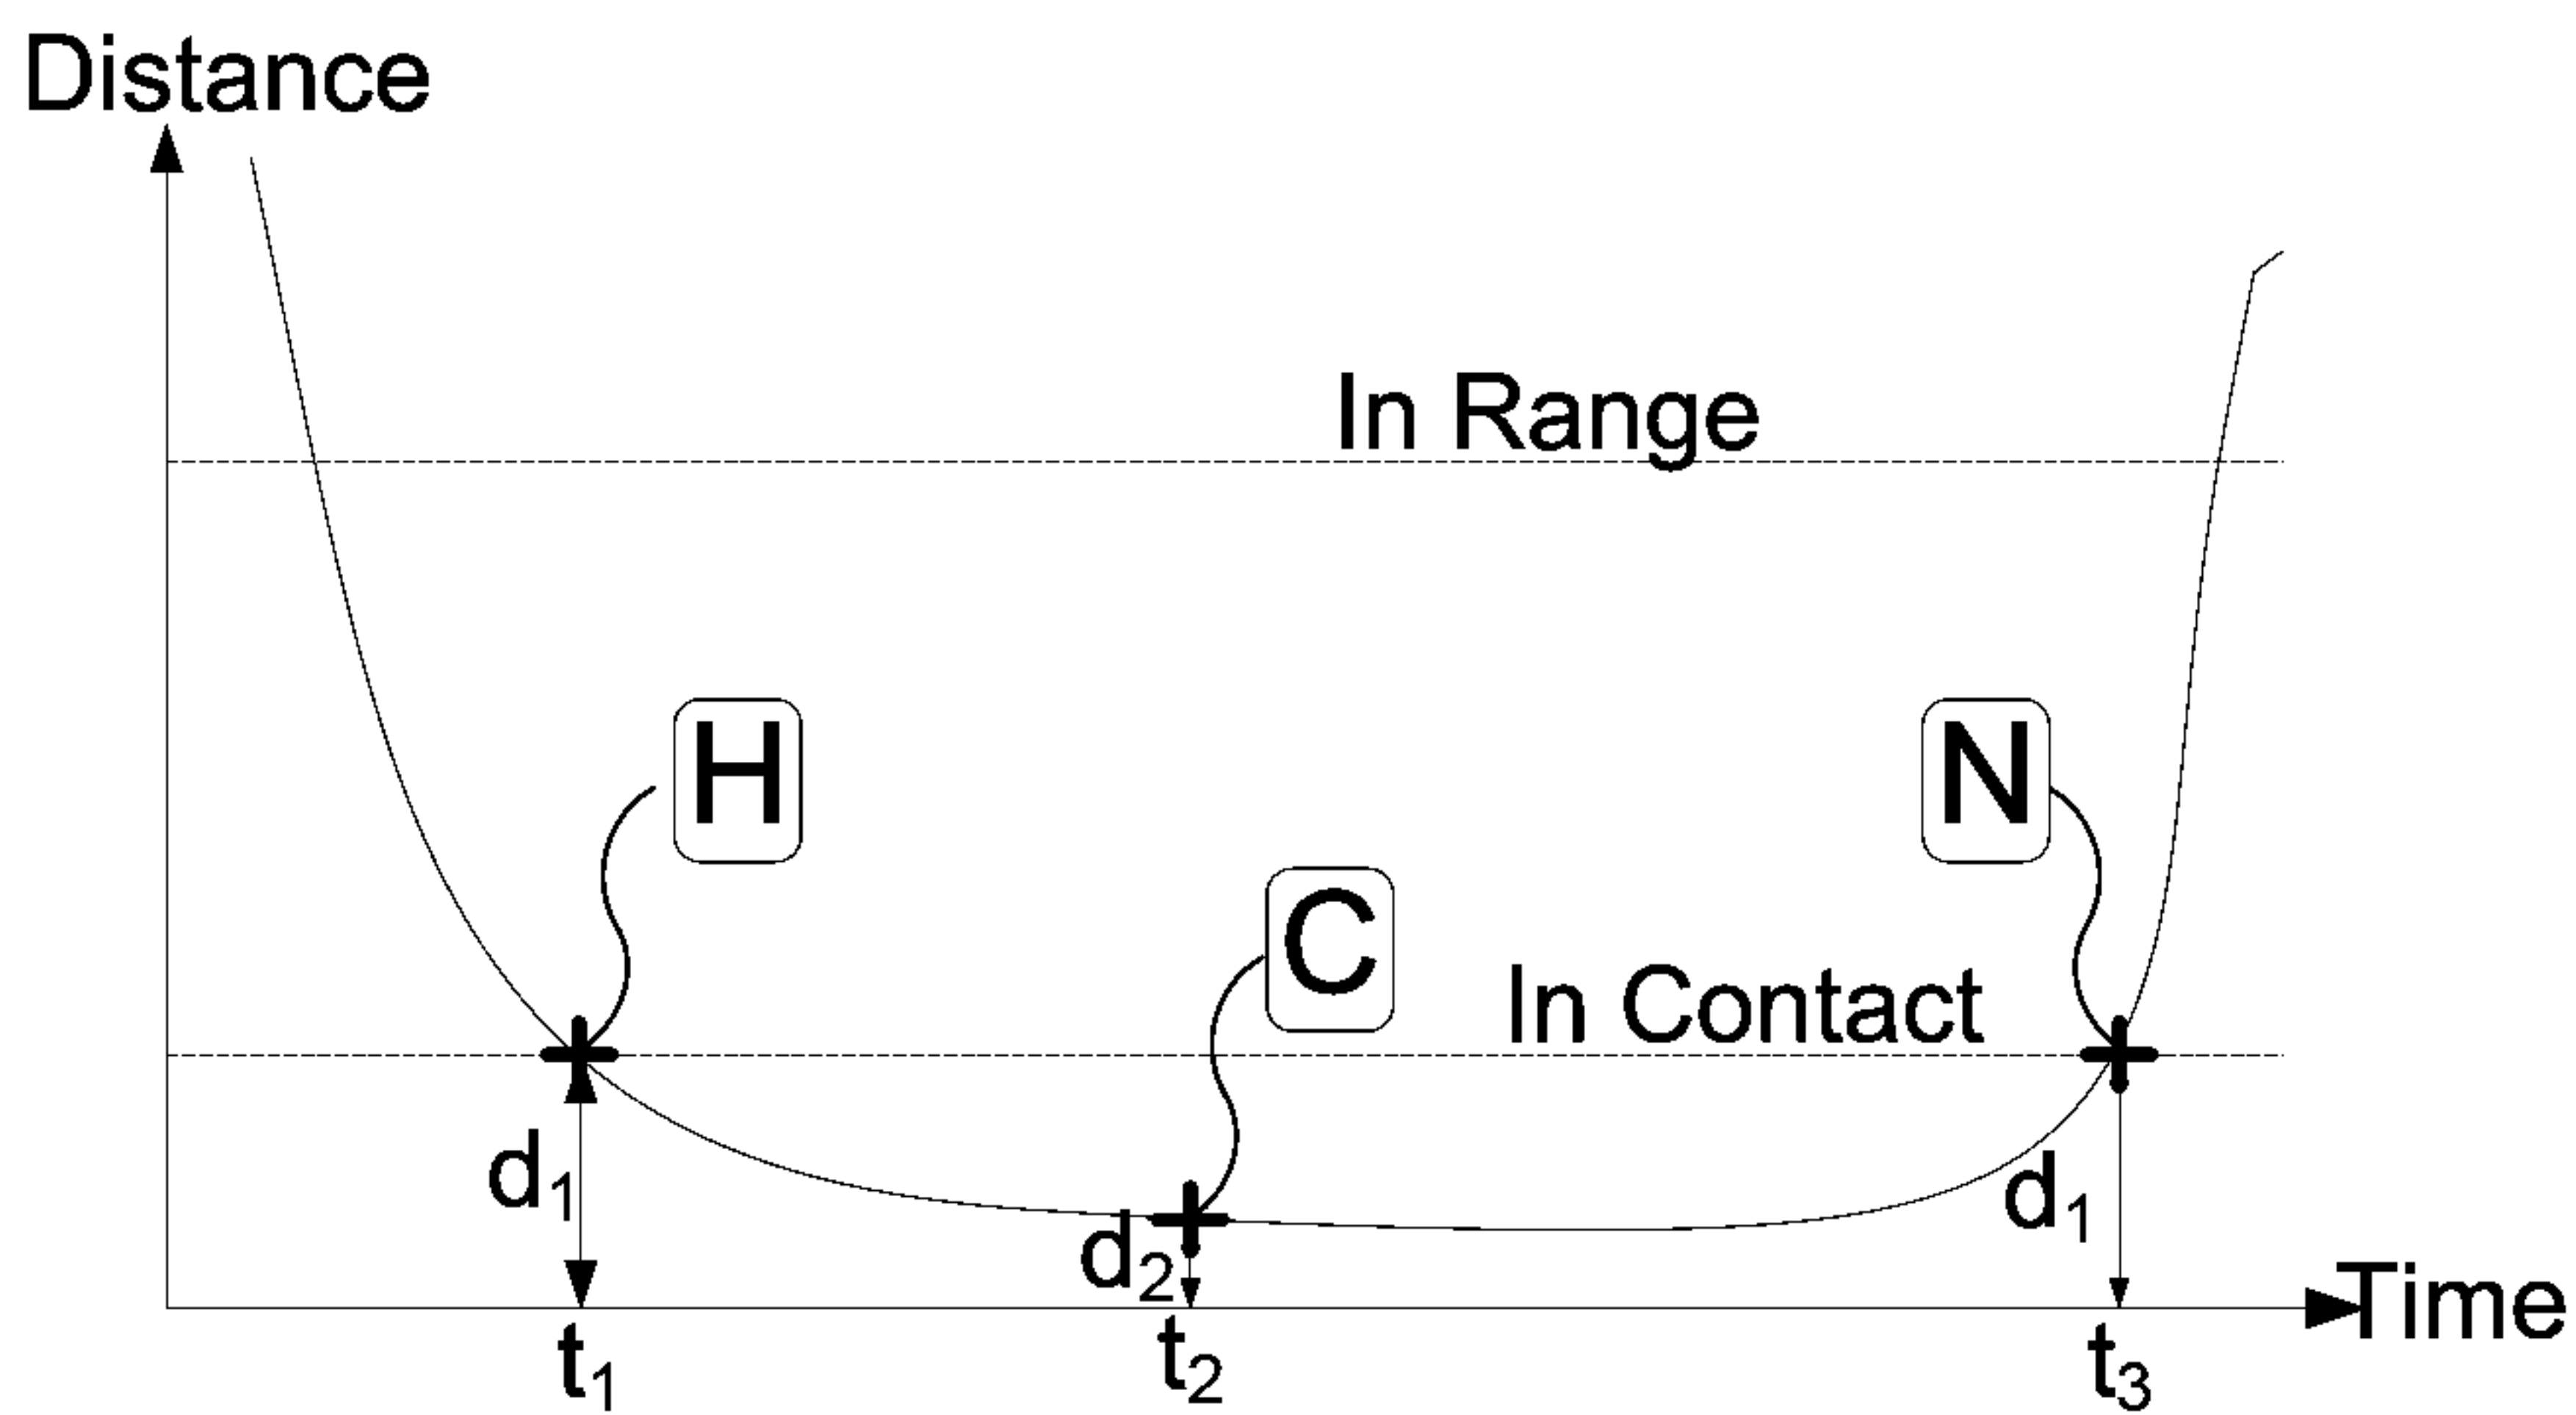 Distance
In Range
H
N
C
In Contact
d1
d2
d1
Time
t1
t2
t3